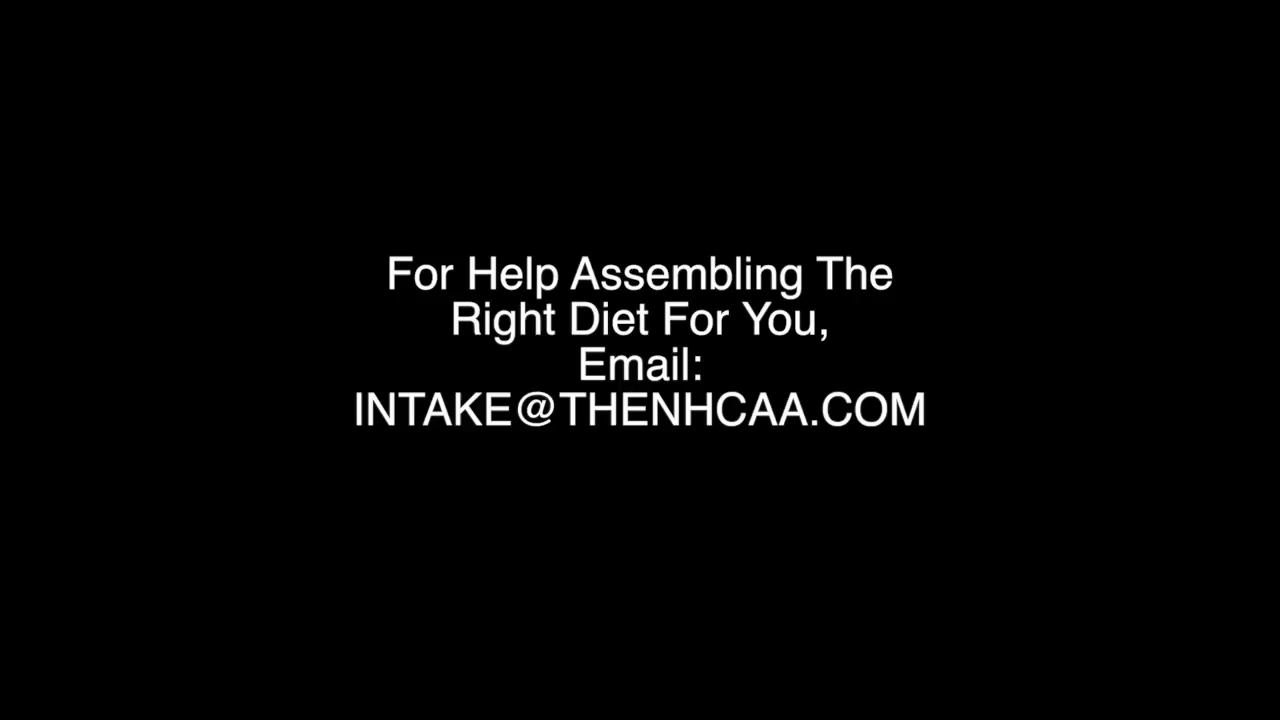 For Help Assembling The
Right Diet For You,
Email:
INTAKE@THENHCAA.COM